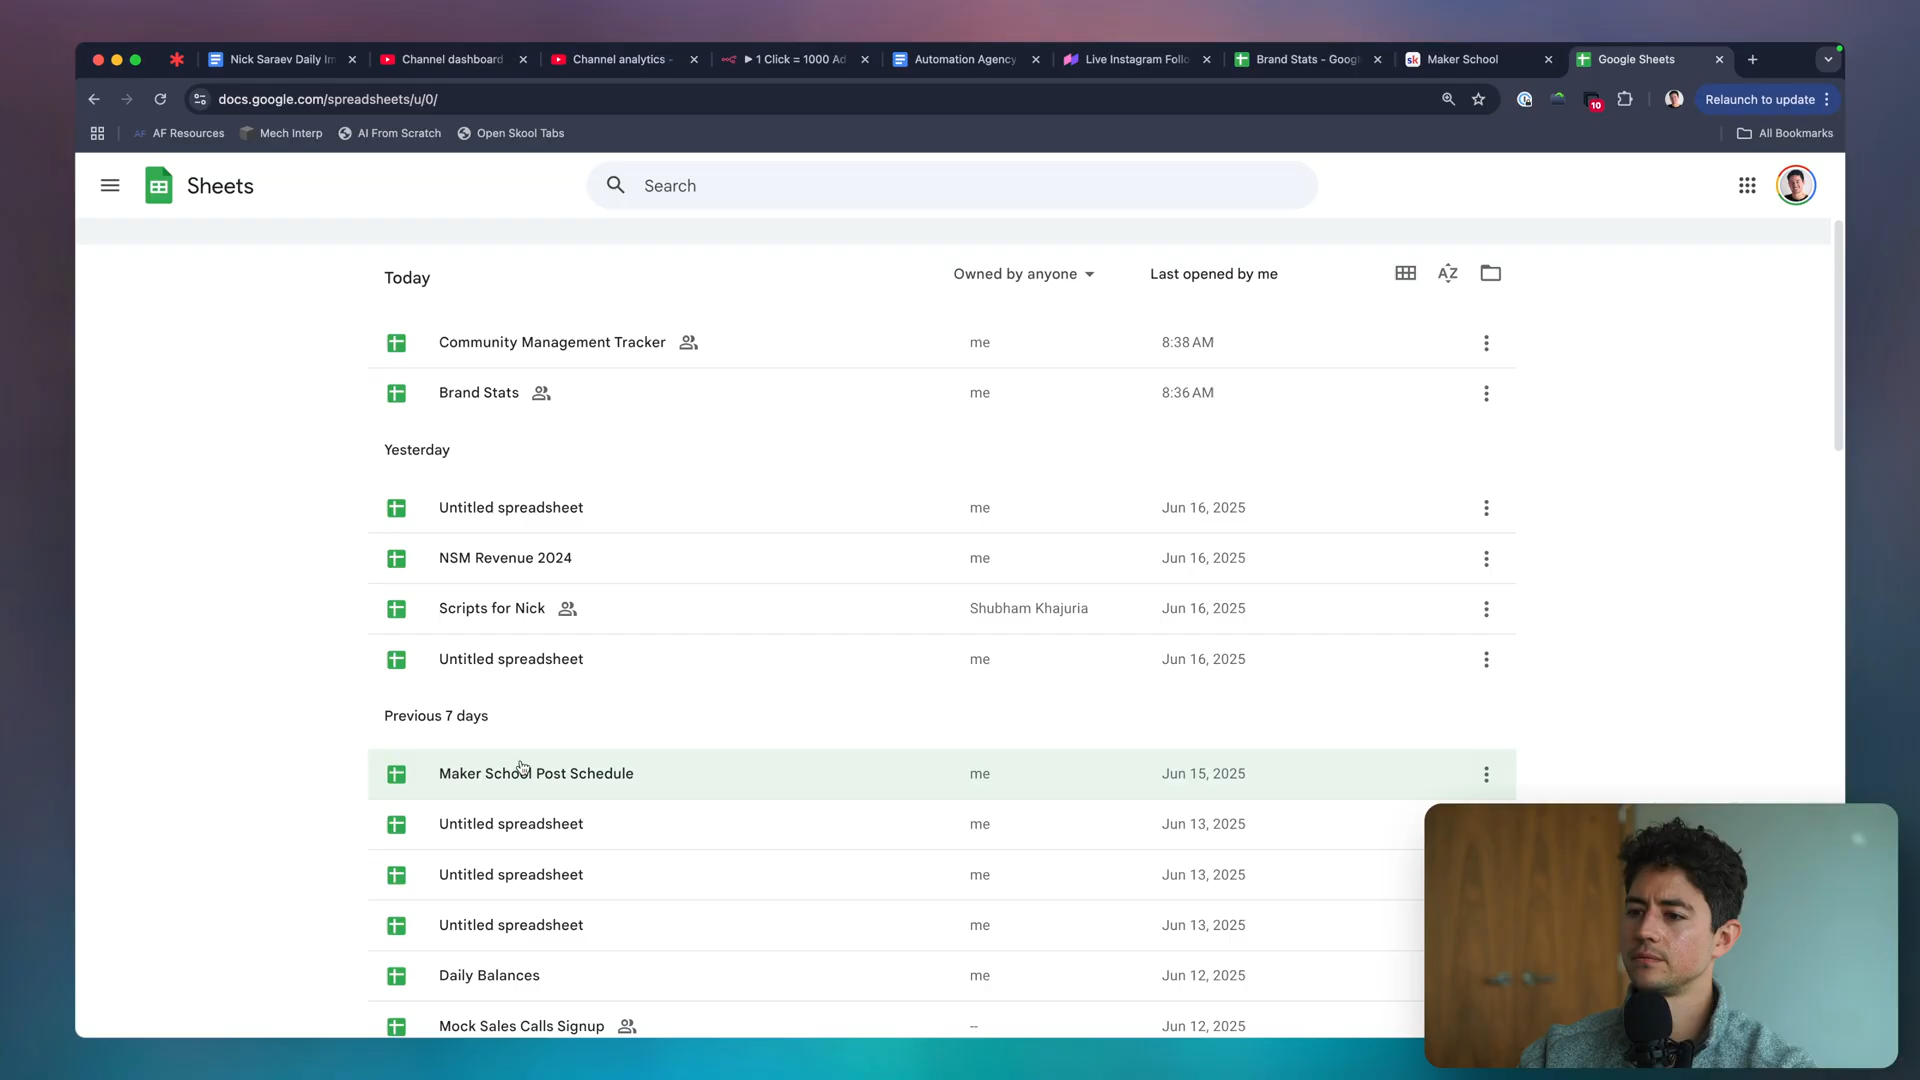 Nick Saraev Daily Im
Channel dashboard
Channel analytics -
1 Click = 1000 Ad
Automation Agency
Live Instagram Follo
Brand Stats - Googl
Maker School
Google Sheets
docs.google.com/spreadsheets/u/0/
10
Relaunch to update
AF AF Resources
Mech Interp
AI From Scratch
Open Skool Tabs
All Bookmarks
Sheets
Search
Today
Owned by anyone
Last opened by me
AZ
Community Management Tracker me 8:38 AM
Brand Stats me 8:36 AM
Yesterday
Untitled spreadsheet me Jun 16, 2025
NSM Revenue 2024 me Jun 16, 2025
Scripts for Nick Shubham Khajuria Jun 16, 2025
Untitled spreadsheet me Jun 16, 2025
Previous 7 days
Maker School Post Schedule me Jun 15, 2025
Untitled spreadsheet me Jun 13, 2025
Untitled spreadsheet me Jun 13, 2025
Untitled spreadsheet me Jun 13, 2025
Daily Balances me Jun 12, 2025
Mock Sales Calls Signup -- Jun 12, 2025